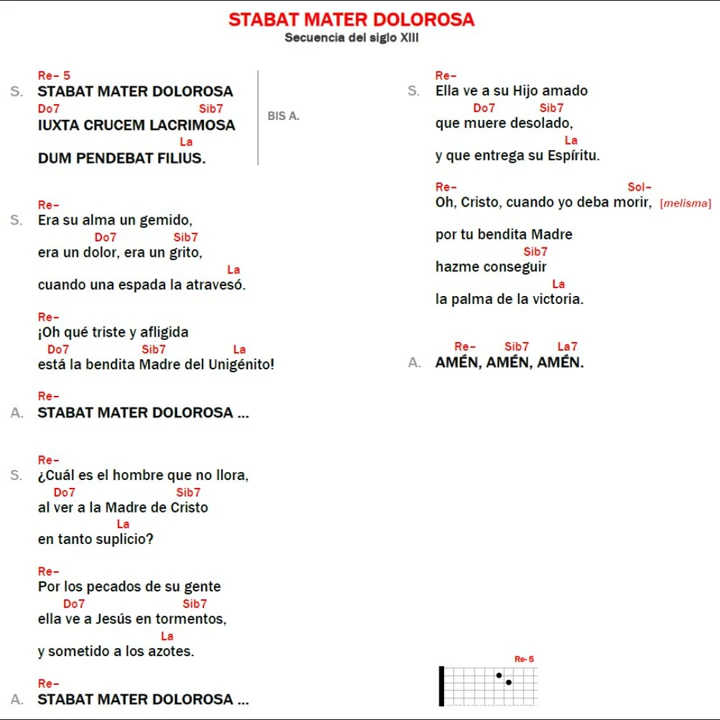 STABAT MATER DOLOROSA
Secuencia del siglo XIII
Re- 5
S. STABAT MATER DOLOROSA
Do7 Sib7
IUXTA CRUCEM LACRIMOSA
BIS A.
La
DUM PENDEBAT FILIUS.
Re-
S. Era su alma un gemido,
Do7 Sib7
era un dolor, era un grito,
La
cuando una espada la atravesó.
Re-
¡Oh qué triste y afligida
Do7 Sib7 La
está la bendita Madre del Unigénito!
Re-
A. STABAT MATER DOLOROSA ...
Re-
S. ¿Cuál es el hombre que no llora,
Do7 Sib7
al ver a la Madre de Cristo
La
en tanto suplicio?
Re-
Por los pecados de su gente
Do7 Sib7
ella ve a Jesús en tormentos,
La
y sometido a los azotes.
Re-
A. STABAT MATER DOLOROSA ...
Re-
S. Ella ve a su Hijo amado
Do7 Sib7
que muere desolado,
La
y que entrega su Espíritu.
Re- Sol-
Oh, Cristo, cuando yo deba morir, [melisma]
por tu bendita Madre
Sib7
hazme conseguir
La
la palma de la victoria.
Re- Sib7 La7
A. AMÉN, AMÉN, AMÉN.
Re- 5